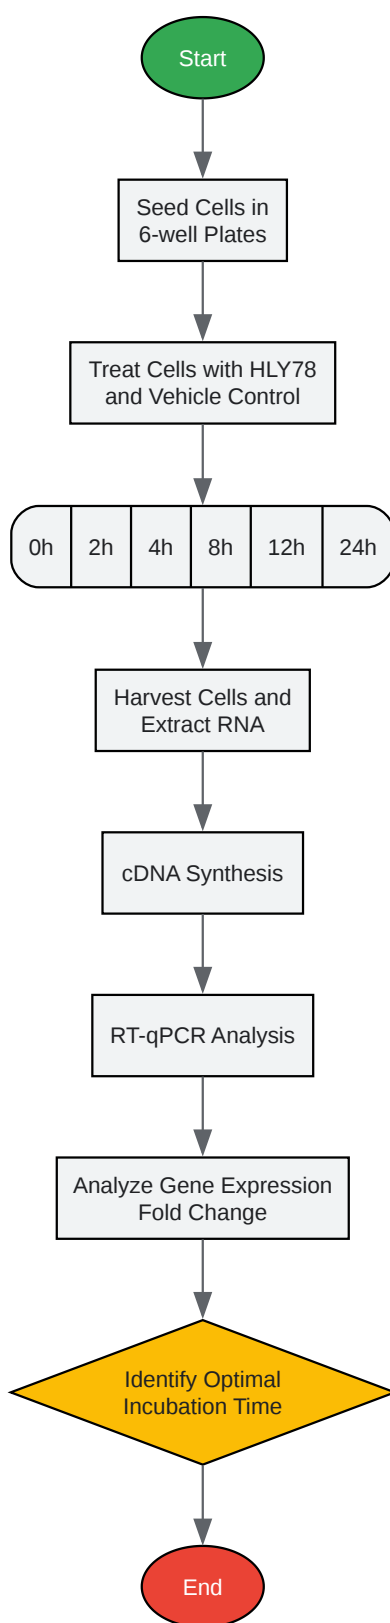 Start
Seed Cells in
6-well Plates
Treat Cells with HLY78
and Vehicle Control
0h 2h 4h 8h 12h 24h
Harvest Cells and
Extract RNA
cDNA Synthesis
RT-qPCR Analysis
Analyze Gene Expression
Fold Change
Identify Optimal
Incubation Time
End